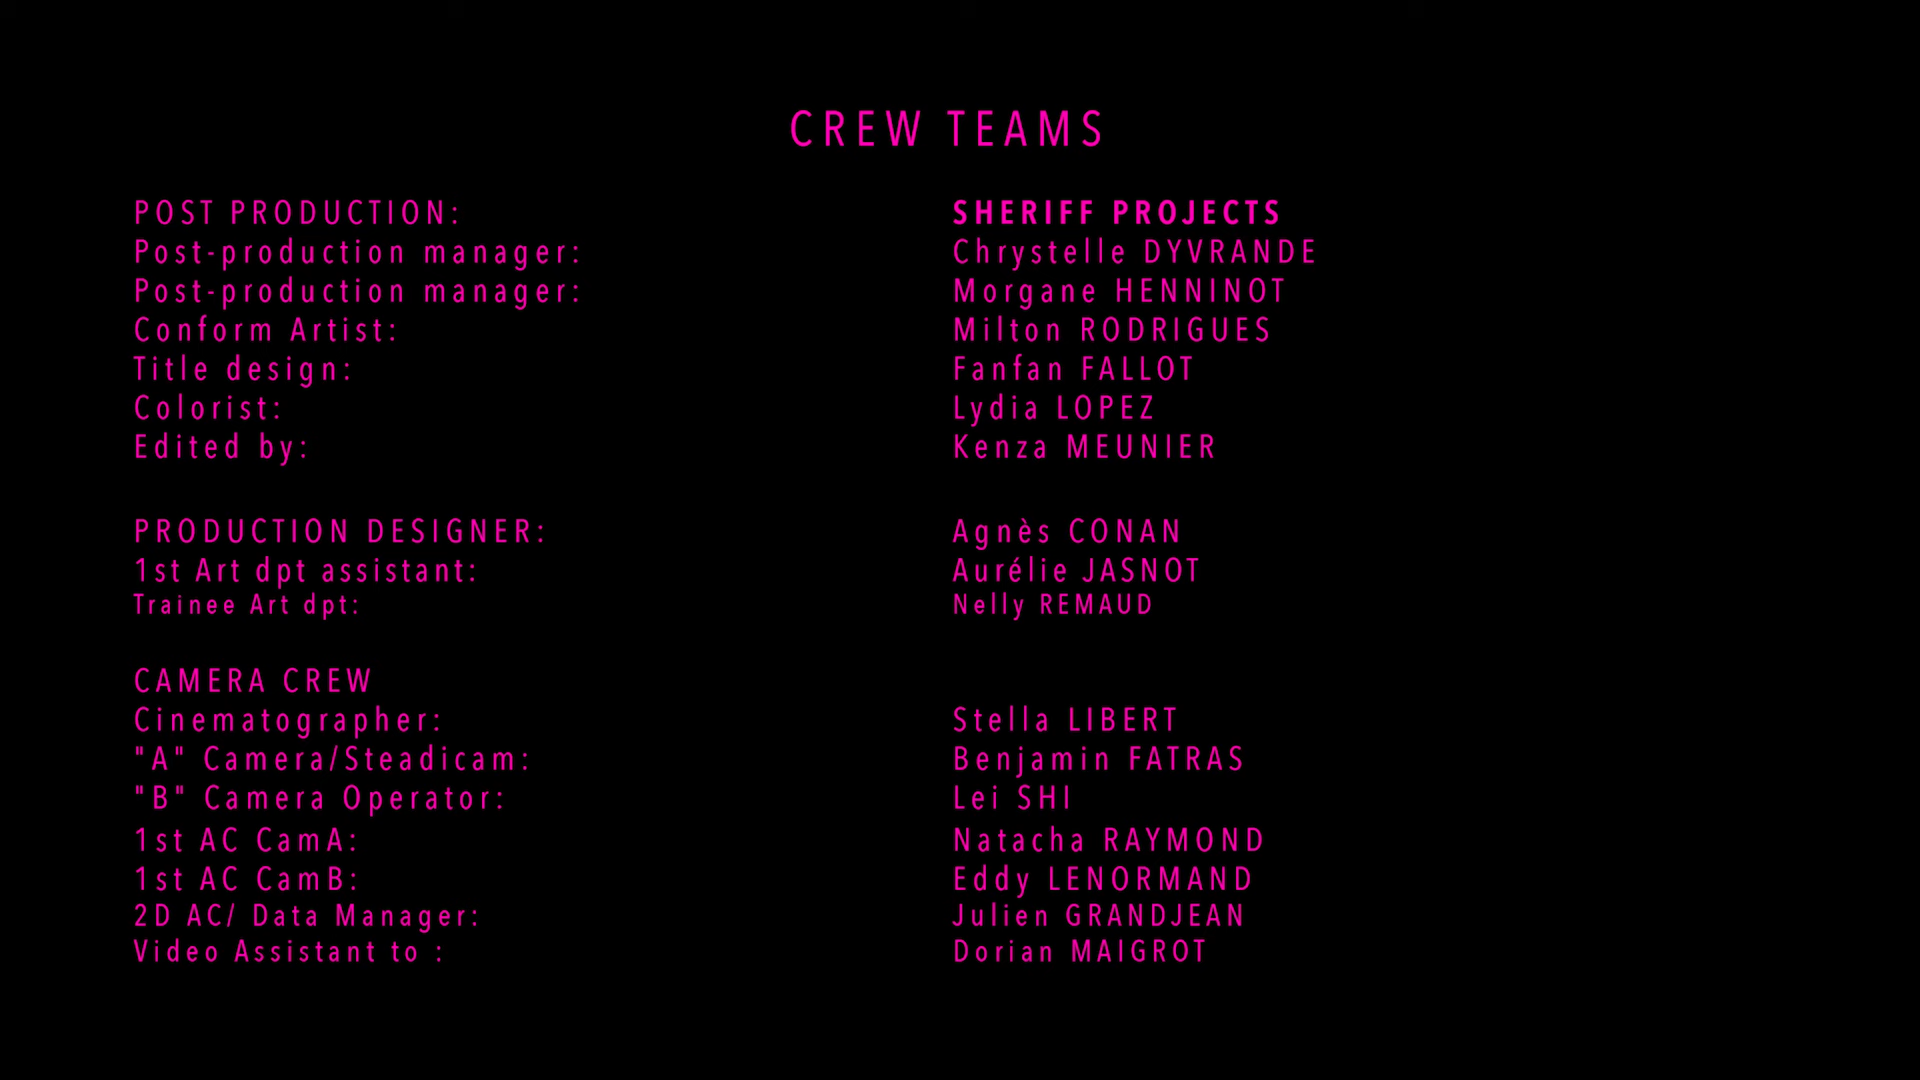 CREW TEAMS
POST PRODUCTION: SHERIFF PROJECTS
Post-production manager: Chrystelle DYVRANDE
Post-production manager: Morgane HENNINOT
Conform Artist: Milton RODRIGUES
Title design: Fanfan FALLOT
Colorist: Lydia LOPEZ
Edited by: Kenza MEUNIER
PRODUCTION DESIGNER: Agnès CONAN
1st Art dpt assistant: Aurélie JASNOT
Trainee Art dpt: Nelly REMAUD
CAMERA CREW
Cinematographer: Stella LIBERT
"A" Camera/Steadicam: Benjamin FATRAS
"B" Camera Operator: Lei SHI
1st AC CamA: Natacha RAYMOND
1st AC CamB: Eddy LENORMAND
2D AC/ Data Manager: Julien GRANDJEAN
Video Assistant to : Dorian MAIGROT